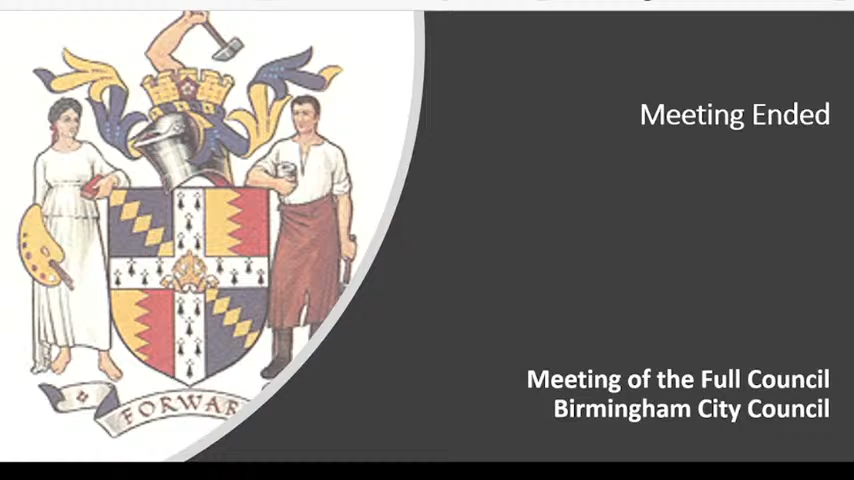 Meeting Ended
Meeting of the Full Council
Birmingham City Council
FORWAR